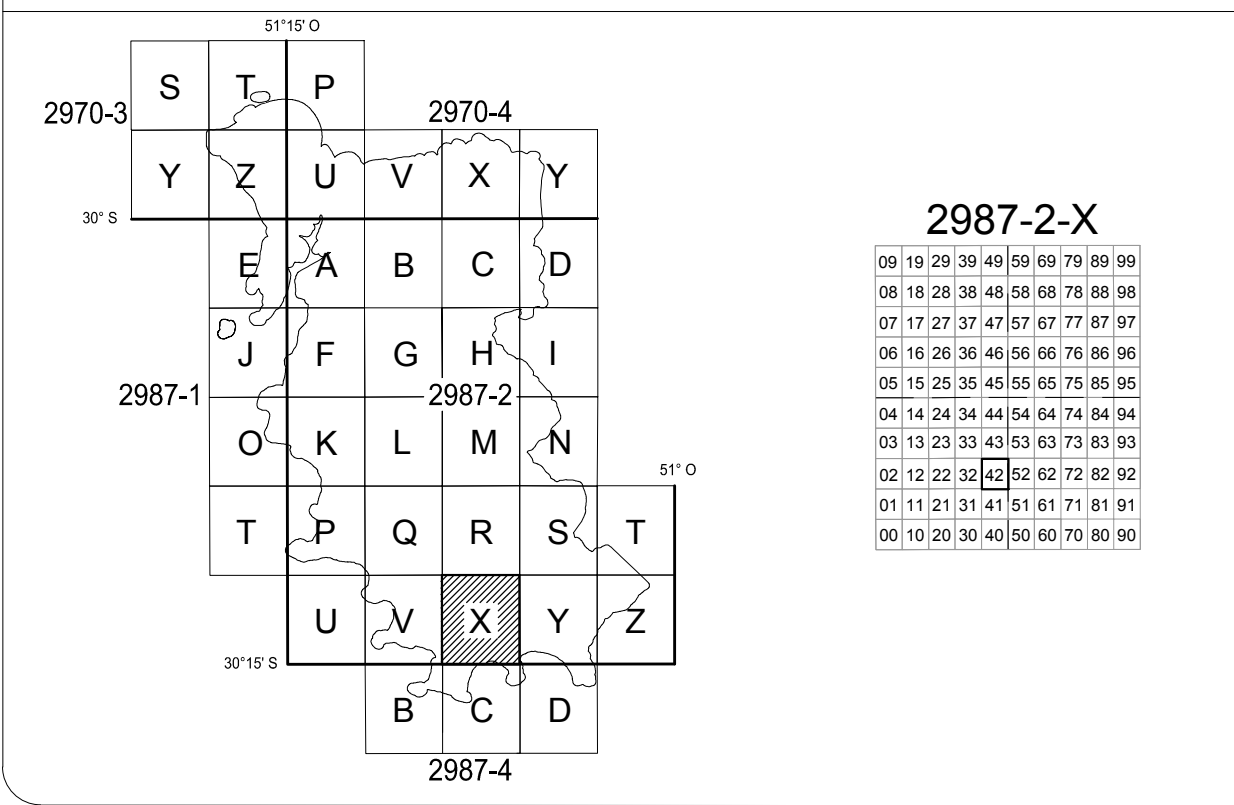 51°15' O
S T P
2970-3 2970-4
Y Z U V X Y
30° S
E A B C D
J F G H I
2987-1 2987-2
O K L M N
51° O
T P Q R S T
U V X Y Z
30°15' S
B C D
2987-4
2987-2-X
09 19 29 39 49 59 69 79 89 99
08 18 28 38 48 58 68 78 88 98
07 17 27 37 47 57 67 77 87 97
06 16 26 36 46 56 66 76 86 96
05 15 25 35 45 55 65 75 85 95
04 14 24 34 44 54 64 74 84 94
03 13 23 33 43 53 63 73 83 93
02 12 22 32 42 52 62 72 82 92
01 11 21 31 41 51 61 71 81 91
00 10 20 30 40 50 60 70 80 90